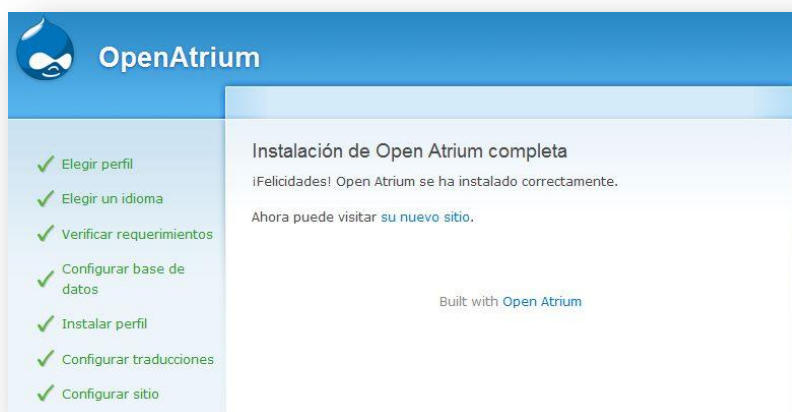 OpenAtrium
Elegir perfil
Elegir un idioma
Verificar requerimientos
Configurar base de
datos
Instalar perfil
Configurar traducciones
Configurar sitio
Instalación de Open Atrium completa
¡Felicidades! Open Atrium se ha instalado correctamente.
Ahora puede visitar su nuevo sitio.
Built with Open Atrium